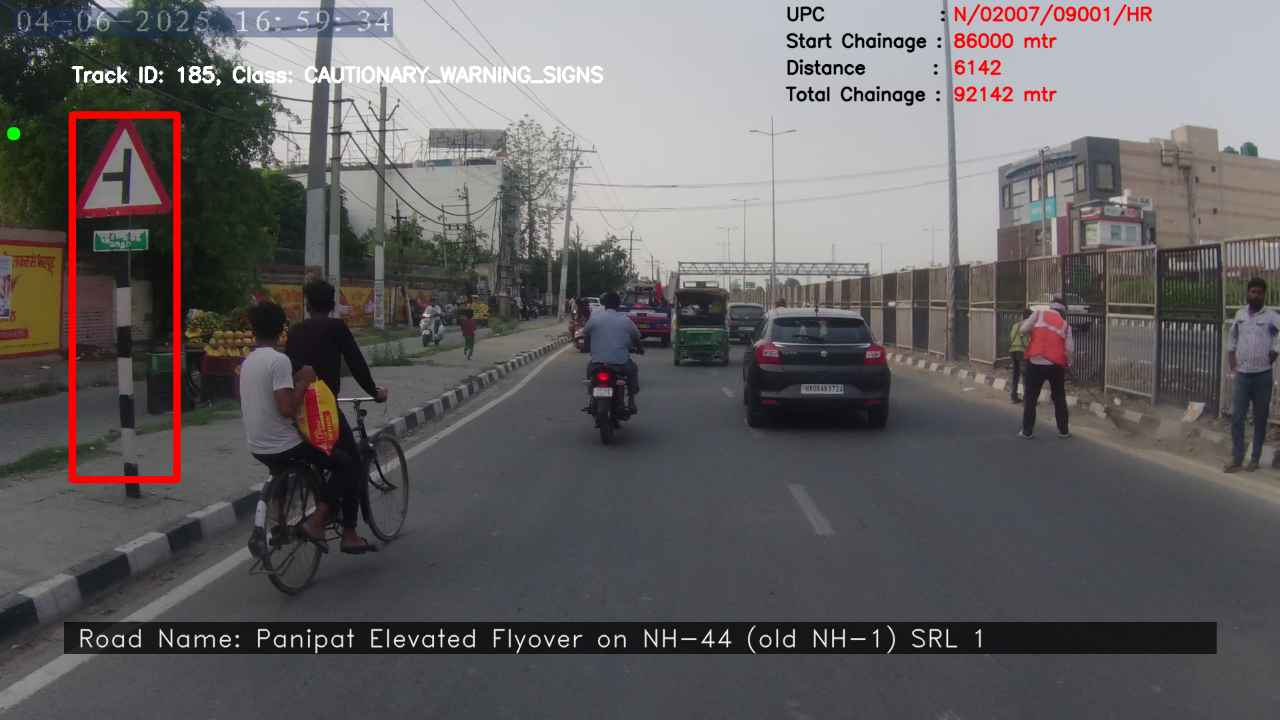 04-06-2025 16:59:34
UPC : N/02007/09001/HR
Start Chainage : 86000 mtr
Distance : 6142
Total Chainage : 92142 mtr
Track ID: 185, Class: CAUTIONARY_WARNING_SIGNS
Road Name: Panipat Elevated Flyover on NH-44 (old NH-1) SRL 1